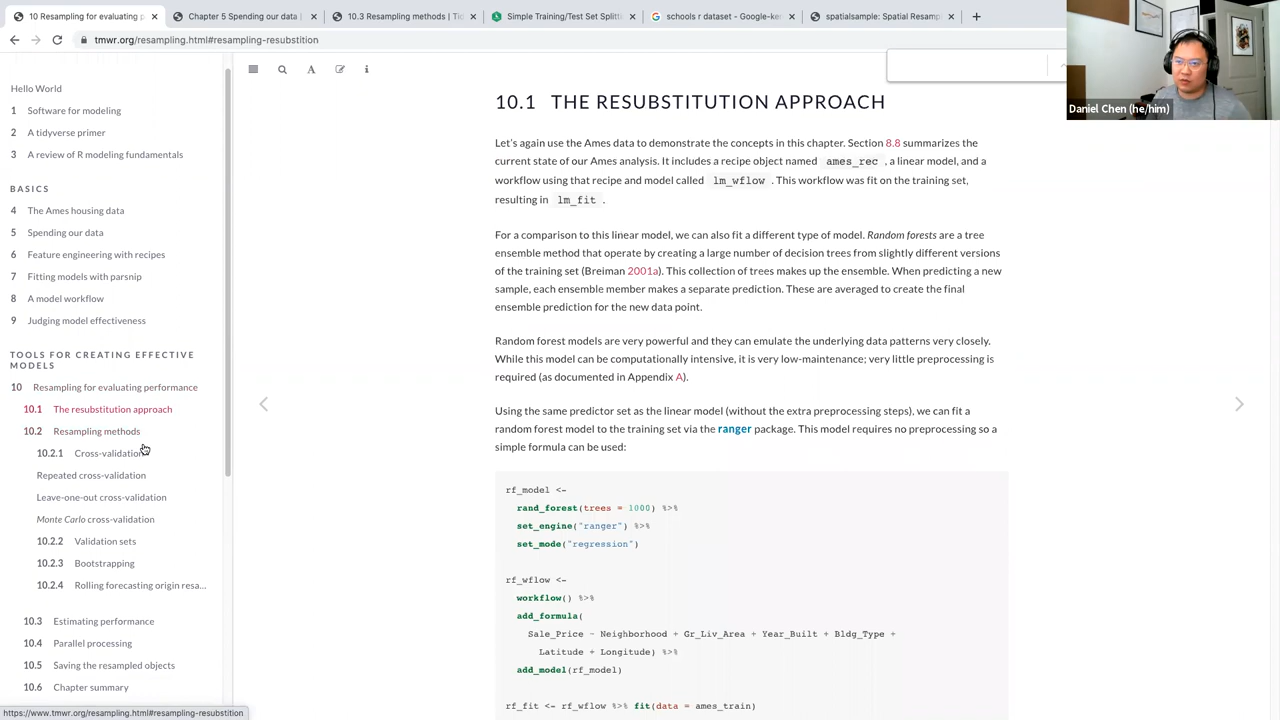 10 Resampling for evaluating p
Chapter 5 Spending our data |
10.3 Resampling methods | Tid
Simple Training/Test Set Splitti
schools r dataset - Google-ker
spatialsample: Spatial Resamp
tmwr.org/resampling.html#resampling-resubstition
Daniel Chen (he/him)
Hello World
1 Software for modeling
2 A tidyverse primer
3 A review of R modeling fundamentals
BASICS
4 The Ames housing data
5 Spending our data
6 Feature engineering with recipes
7 Fitting models with parsnip
8 A model workflow
9 Judging model effectiveness
TOOLS FOR CREATING EFFECTIVE
MODELS
10 Resampling for evaluating performance
10.1 The resubstitution approach
10.2 Resampling methods
10.2.1 Cross-validation
Repeated cross-validation
Leave-one-out cross-validation
Monte Carlo cross-validation
10.2.2 Validation sets
10.2.3 Bootstrapping
10.2.4 Rolling forecasting origin resa...
10.3 Estimating performance
10.4 Parallel processing
10.5 Saving the resampled objects
10.6 Chapter summary
https://www.tmwr.org/resampling.html#resampling-resubstition
10.1 THE RESUBSTITUTION APPROACH
Let's again use the Ames data to demonstrate the concepts in this chapter. Section 8.8 summarizes the
current state of our Ames analysis. It includes a recipe object named ames_rec , a linear model, and a
workflow using that recipe and model called lm_wflow . This workflow was fit on the training set,
resulting in lm_fit .
For a comparison to this linear model, we can also fit a different type of model. Random forests are a tree
ensemble method that operate by creating a large number of decision trees from slightly different versions
of the training set (Breiman 2001a). This collection of trees makes up the ensemble. When predicting a new
sample, each ensemble member makes a separate prediction. These are averaged to create the final
ensemble prediction for the new data point.
Random forest models are very powerful and they can emulate the underlying data patterns very closely.
While this model can be computationally intensive, it is very low-maintenance; very little preprocessing is
required (as documented in Appendix A).
Using the same predictor set as the linear model (without the extra preprocessing steps), we can fit a
random forest model to the training set via the ranger package. This model requires no preprocessing so a
simple formula can be used:
rf_model <-
rand_forest(trees = 1000) %>%
set_engine("ranger") %>%
set_mode("regression")
rf_wflow <-
workflow() %>%
add_formula(
Sale_Price ~ Neighborhood + Gr_Liv_Area + Year_Built + Bldg_Type +
Latitude + Longitude) %>%
add_model(rf_model)
rf_fit <- rf_wflow %>% fit(data = ames_train)